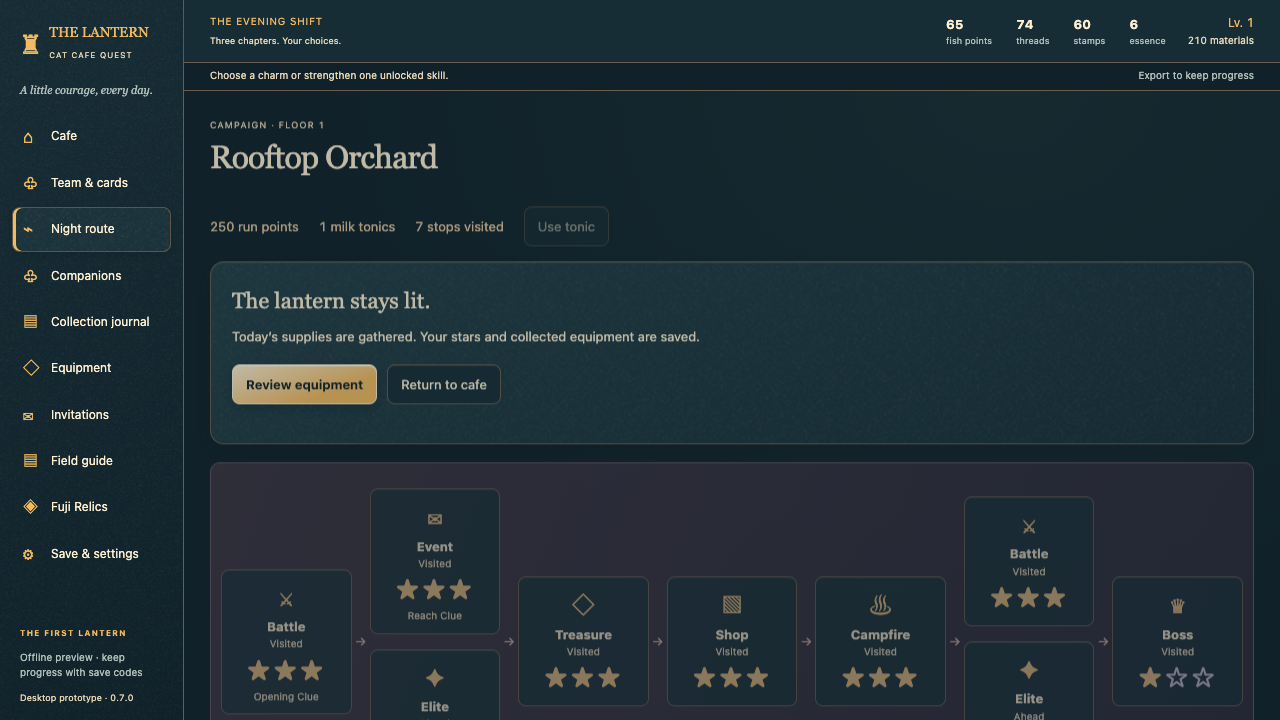 THE LANTERN
CAT CAFE QUEST
A little courage, every day.
Cafe
Team & cards
Night route
Companions
Collection journal
Equipment
Invitations
Field guide
Fuji Relics
Save & settings
THE FIRST LANTERN
Offline preview · keep
progress with save codes
Desktop prototype · 0.7.0
THE EVENING SHIFT
Three chapters. Your choices.
65
fish points
74
threads
60
stamps
6
essence
Lv. 1
210 materials
Choose a charm or strengthen one unlocked skill.
Export to keep progress
CAMPAIGN · FLOOR 1
Rooftop Orchard
250 run points
1 milk tonics
7 stops visited
Use tonic
The lantern stays lit.
Today's supplies are gathered. Your stars and collected equipment are saved.
Review equipment
Return to cafe
Battle
Visited
Opening Clue
Event
Visited
Reach Clue
Elite
Treasure
Visited
Shop
Visited
Campfire
Visited
Battle
Visited
Elite
Ahead
Boss
Visited